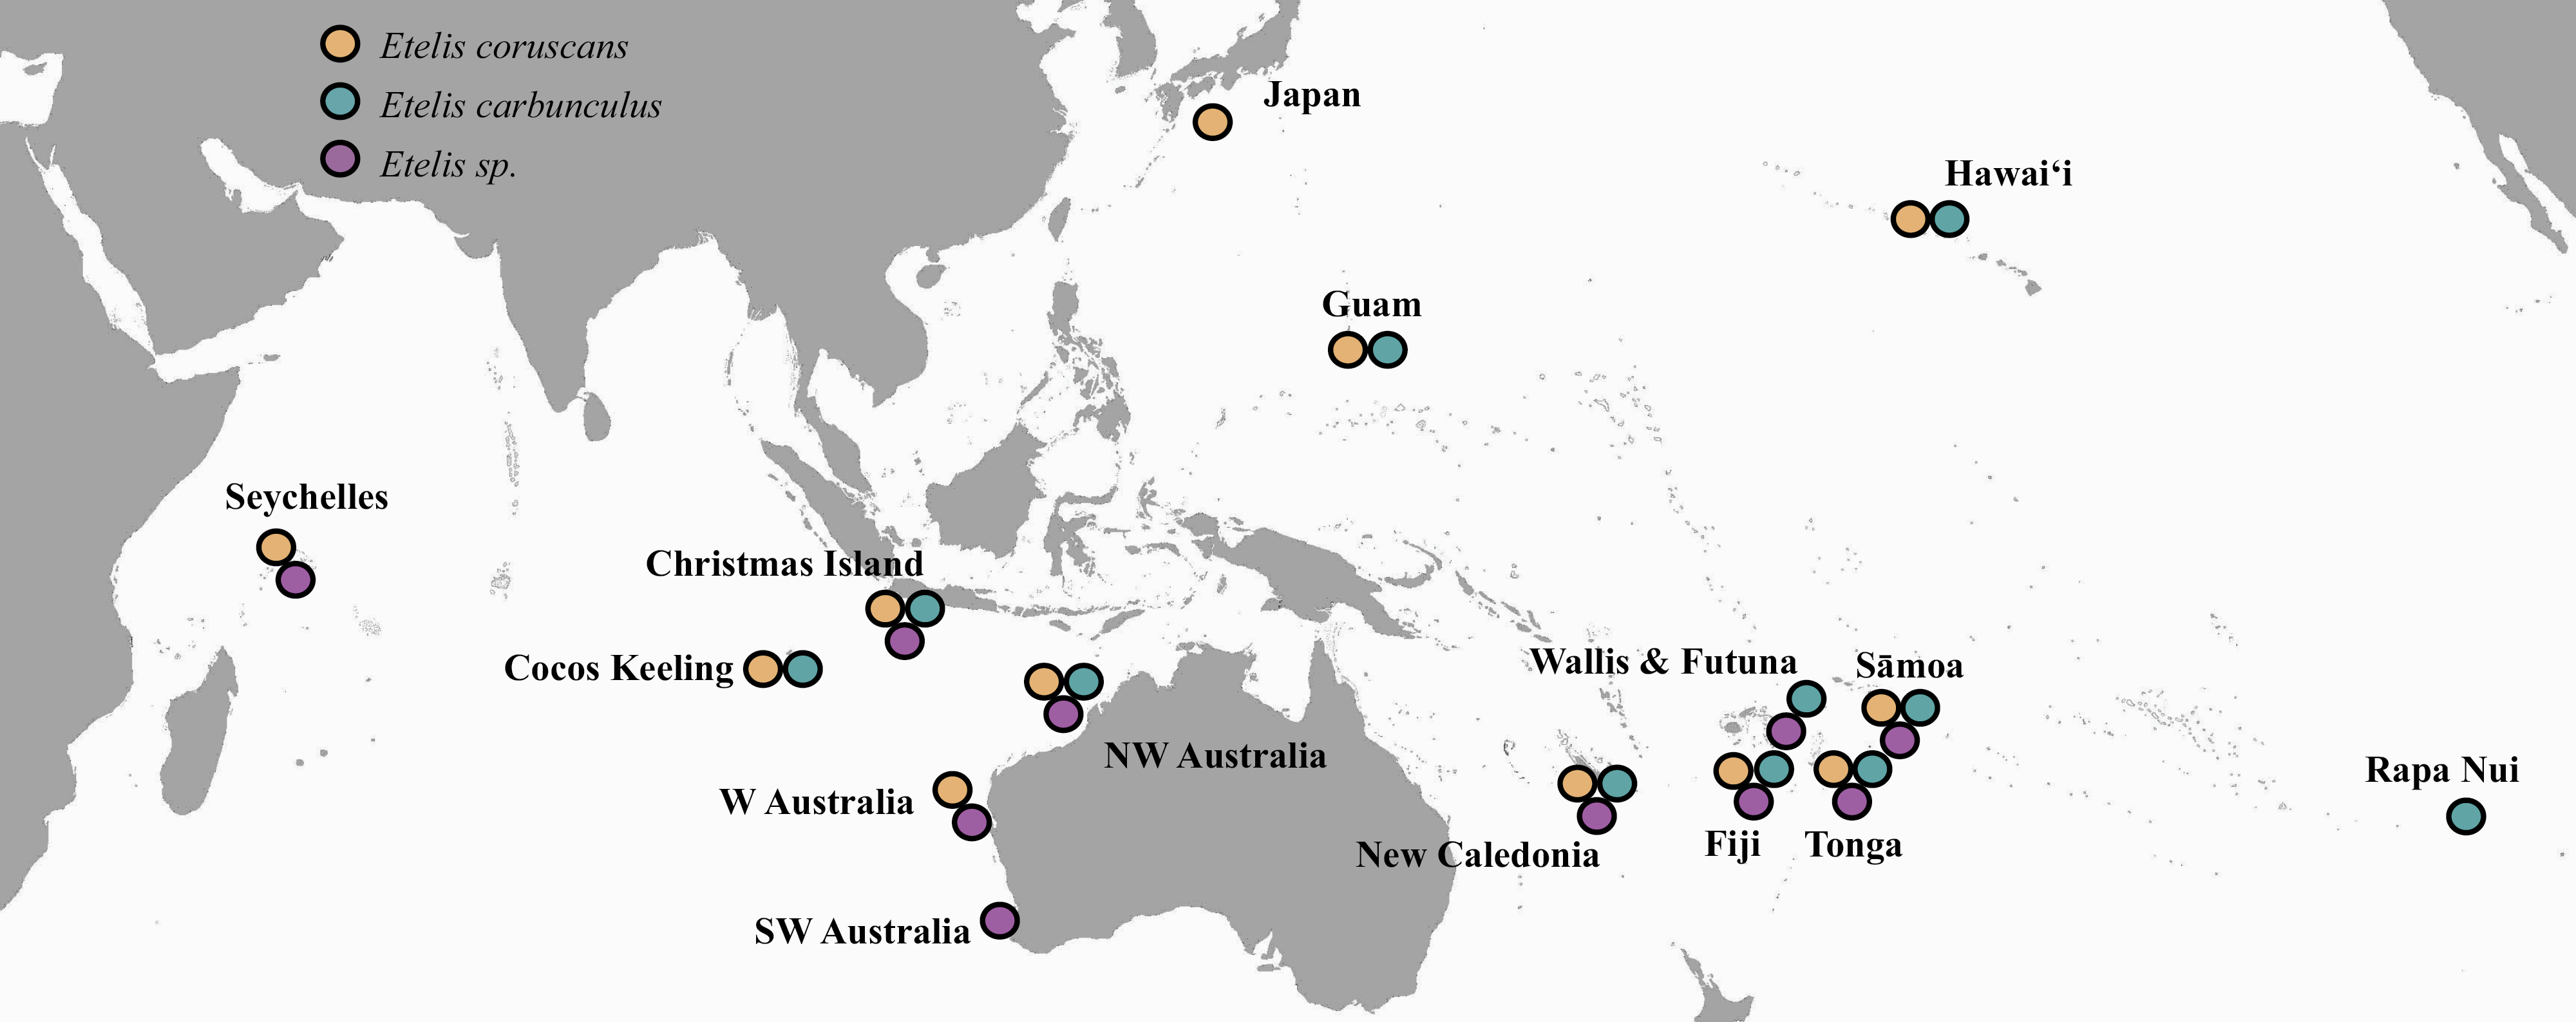 Etelis coruscans
Etelis carbunculus
Etelis sp.
Japan
Hawai‘i
Guam
Seychelles
Christmas Island
Cocos Keeling
Wallis & Futuna
Sāmoa
NW Australia
Rapa Nui
W Australia
Fiji
Tonga
New Caledonia
SW Australia